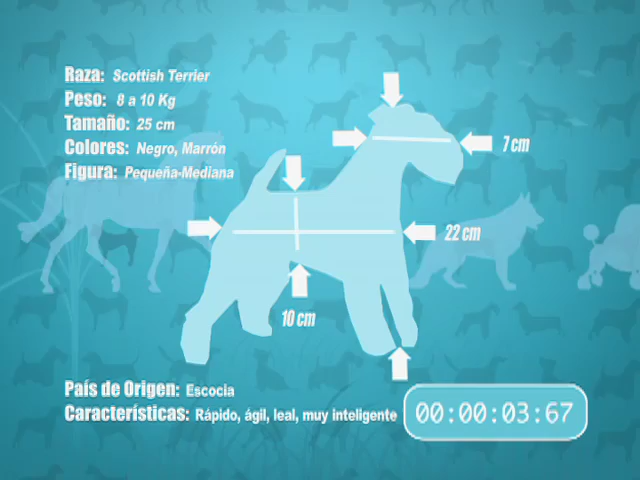 Raza: Scottish Terrier
Peso: 8 a 10 Kg
Tamaño: 25 cm
Colores: Negro, Marrón
Figura: Pequeña-Mediana
7 cm
22 cm
10 cm
País de Origen: Escocia
Características: Rápido, ágil, leal, muy inteligente
00:00:03:67